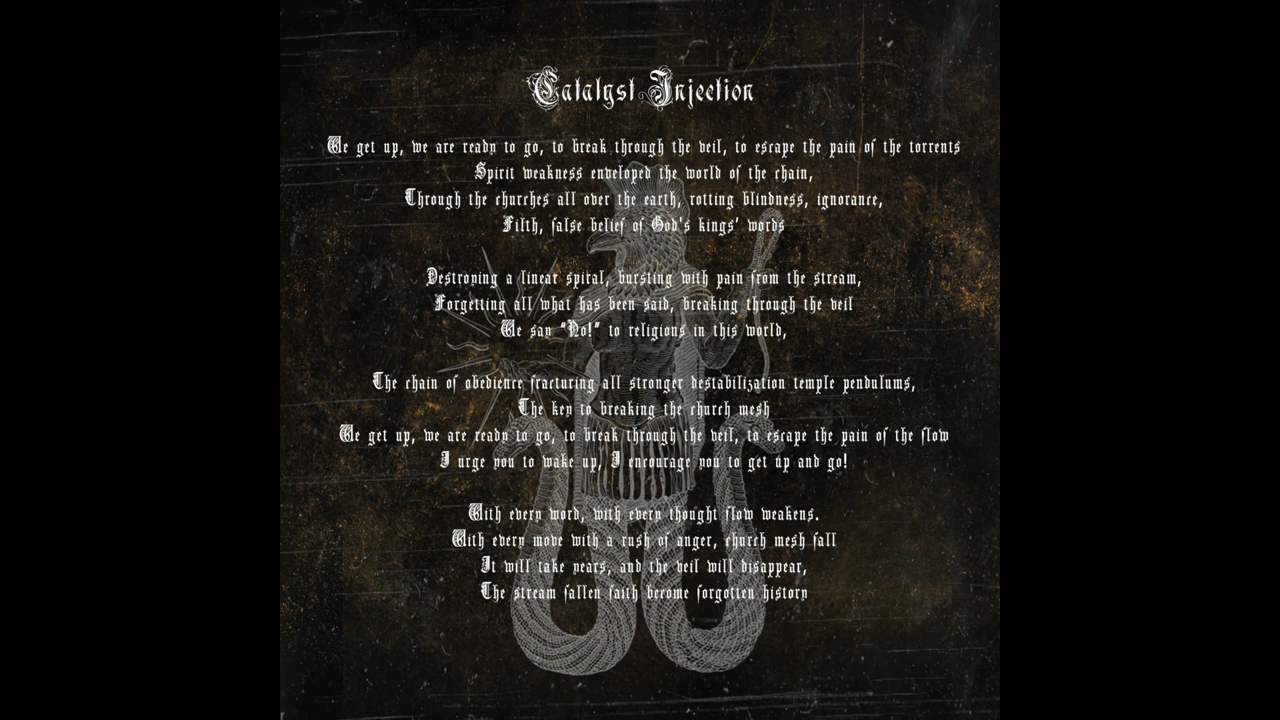 Catalyst Injection
We get up, we are ready to go, to break through the veil, to escape the pain of the torrents
Spirit weakness enveloped the world of the chain,
Through the churches all over the earth, rotting blindness, ignorance,
Filth, false belief of God's kings' words
Destroying a linear spiral, bursting with pain from the stream,
Forgetting all what has been said, breaking through the veil
We say "No!" to religions in this world,
The chain of obedience fracturing all stronger destabilization temple pendulums,
The key to breaking the church mesh
We get up, we are ready to go, to break through the veil, to escape the pain of the flow
I urge you to wake up, I encourage you to get up and go!
With every word, with every thought flow weakens.
With every move with a rush of anger, church mesh fall
It will take years, and the veil will disappear,
The stream fallen faith become forgotten history